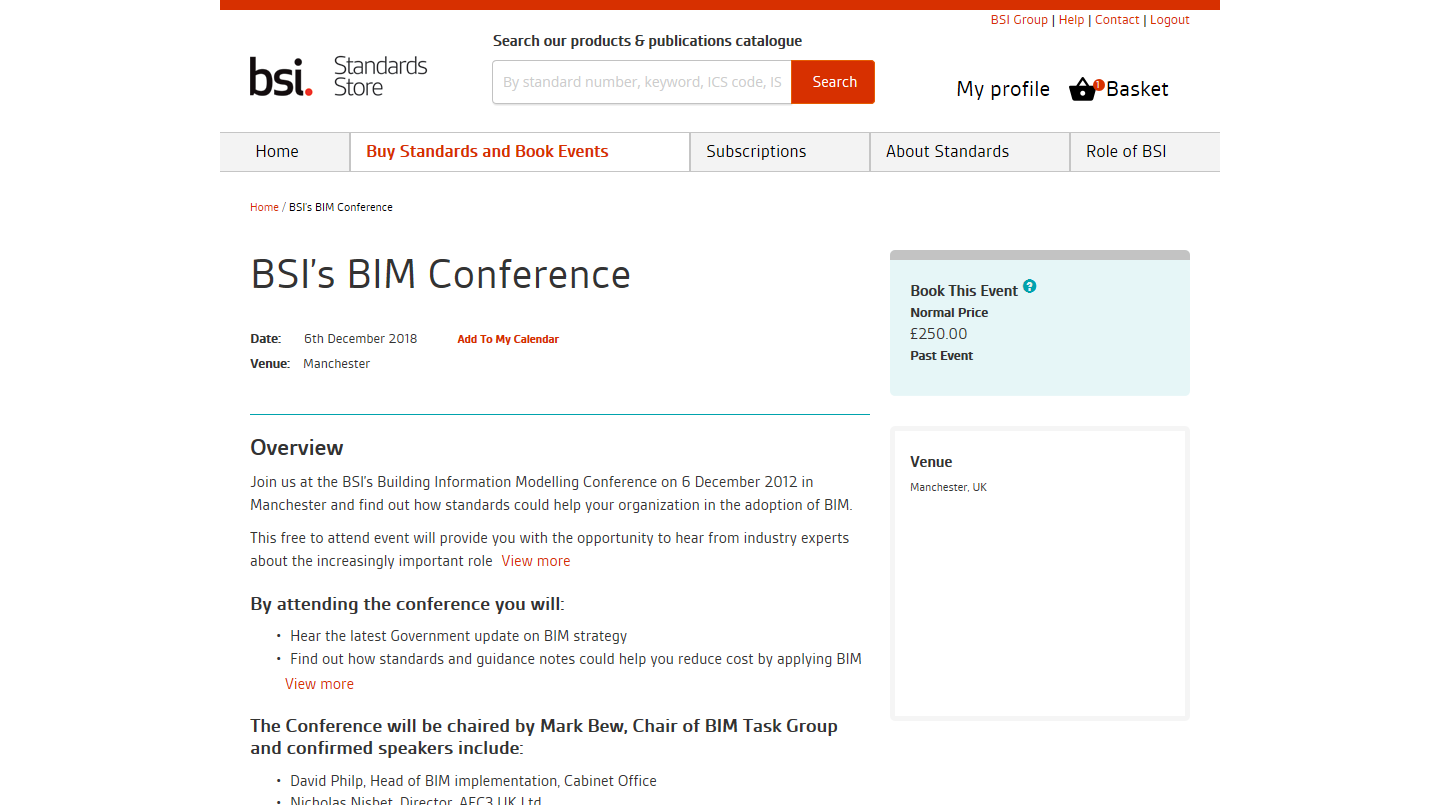 BSI Group | Help | Contact | Logout
Search our products & publications catalogue
bsi. Standards Store
By standard number, keyword, ICS code, IS
Search
My profile
1
Basket
Home
Buy Standards and Book Events
Subscriptions
About Standards
Role of BSI
Home / BSI's BIM Conference
BSI's BIM Conference
Date: 6th December 2018 Add To My Calendar
Venue: Manchester
Overview
Join us at the BSI's Building Information Modelling Conference on 6 December 2012 in
Manchester and find out how standards could help your organization in the adoption of BIM.
This free to attend event will provide you with the opportunity to hear from industry experts
about the increasingly important role View more
By attending the conference you will:
• Hear the latest Government update on BIM strategy
• Find out how standards and guidance notes could help you reduce cost by applying BIM
View more
The Conference will be chaired by Mark Bew, Chair of BIM Task Group
and confirmed speakers include:
• David Philp, Head of BIM implementation, Cabinet Office
• Nicholas Nisbet, Director, AEC3 UK Ltd
Book This Event ?
Normal Price
£250.00
Past Event
Venue
Manchester, UK